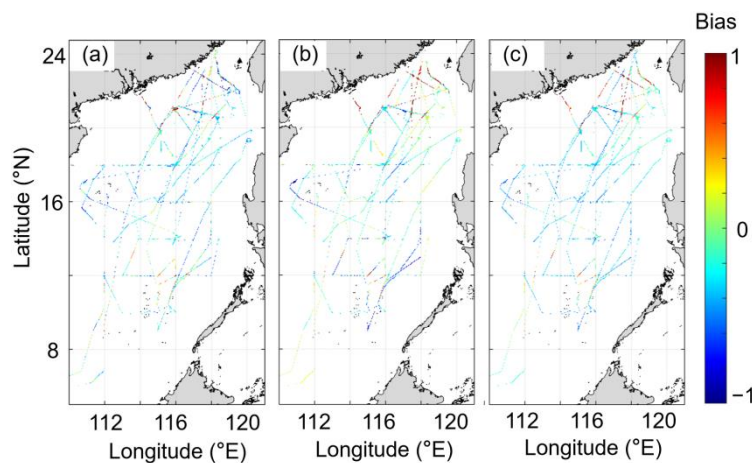 Bias
(a) (b) (c)
24
16
8
Latitude (°N)
1
0
−1
112 116 120 112 116 120 112 116 120
Longitude (°E) Longitude (°E) Longitude (°E)